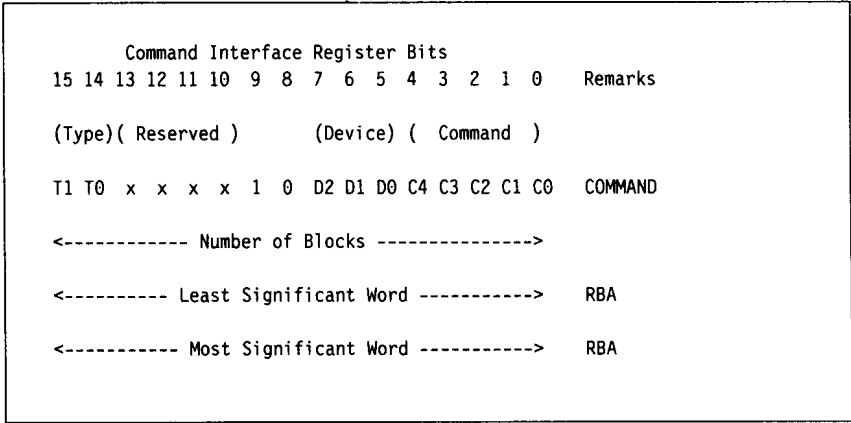 Command Interface Register Bits
15 14 13 12 11 10 9 8 7 6 5 4 3 2 1 0 Remarks
(Type)( Reserved ) (Device) ( Command )
T1 T0 x x x x 1 0 D2 D1 D0 C4 C3 C2 C1 C0 COMMAND
<------------ Number of Blocks --------------->
<---------- Least Significant Word -----------> RBA
<----------- Most Significant Word -----------> RBA